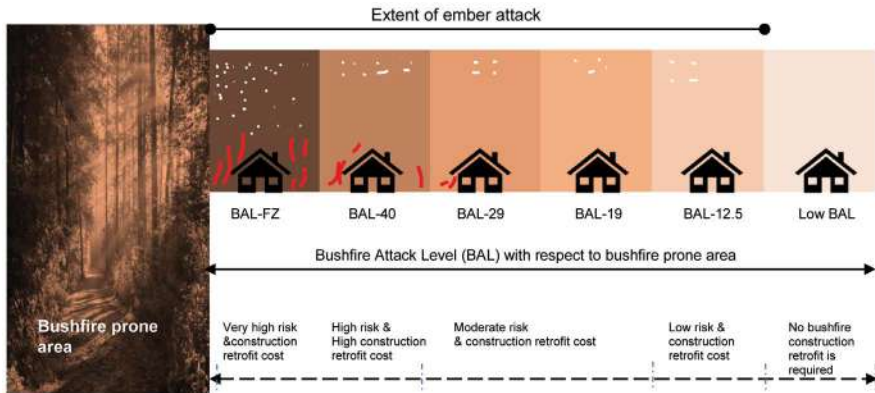 Extent of ember attack
BAL-FZ
BAL-40
BAL-29
BAL-19
BAL-12.5
Low BAL
Bushfire Attack Level (BAL) with respect to bushfire prone area
Bushfire prone
area
Very high risk
&construction
retrofit cost
High risk &
High construction
retrofit cost
Moderate risk
& construction retrofit cost
Low risk &
construction
retrofit cost
No bushfire
construction
retrofit is
required